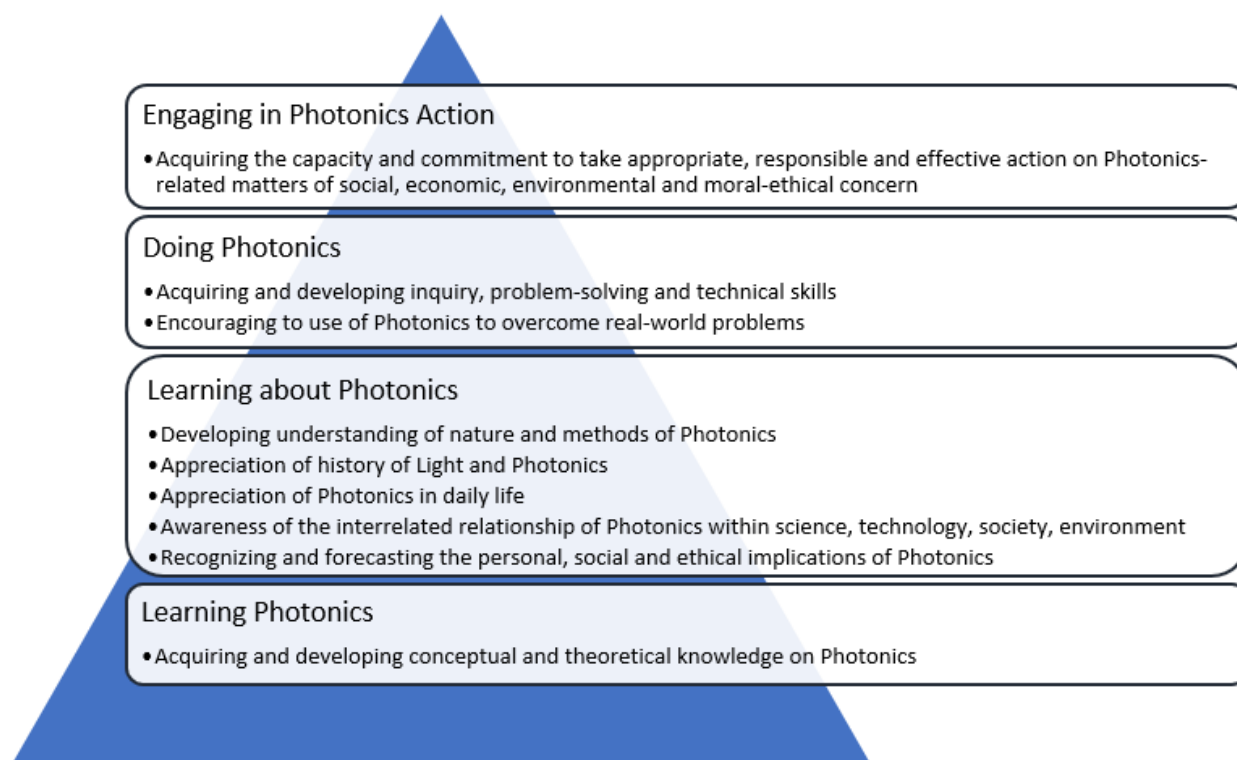 Engaging in Photonics Action
•Acquiring the capacity and commitment to take appropriate, responsible and effective action on Photonics-
related matters of social, economic, environmental and moral-ethical concern
Doing Photonics
•Acquiring and developing inquiry, problem-solving and technical skills
•Encouraging to use of Photonics to overcome real-world problems
Learning about Photonics
•Developing understanding of nature and methods of Photonics
•Appreciation of history of Light and Photonics
•Appreciation of Photonics in daily life
•Awareness of the interrelated relationship of Photonics within science, technology, society, environment
•Recognizing and forecasting the personal, social and ethical implications of Photonics
Learning Photonics
•Acquiring and developing conceptual and theoretical knowledge on Photonics